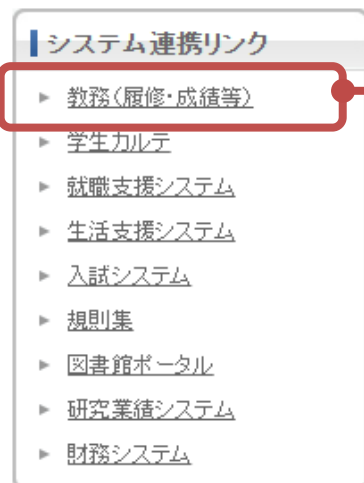 システム連携リンク
教務(履修・成績等)
学生カルテ
就職支援システム
生活支援システム
入試システム
規則集
図書館ポータル
研究業績システム
財務システム